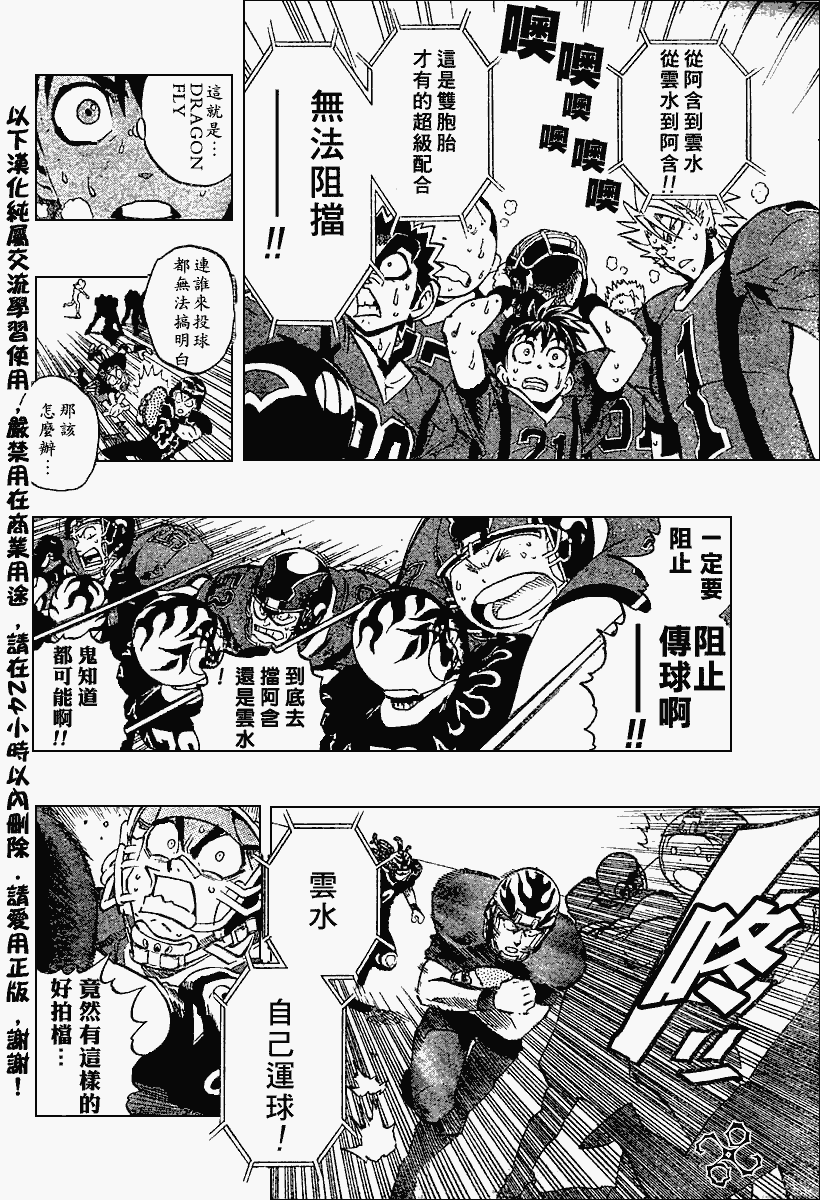 從阿含到雲水
從雲水到阿含!!
噢
噢
噢
噢
噢
噢
這是雙胞胎
才有的超級配合
無法阻擋
——!!
這就是…
DRAGON
FLY
連誰來投球
都無法搞明白
那該
怎麼辦…
一定要
阻止
阻止
傳球啊
——!!
到底去
擋阿含
還是雲水
!
鬼知道
都可能啊!!
咚
雲水
自己運球!
竟然有這樣的
好拍檔…
以下漢化純屬交流學習使用,嚴禁用在商業用途,請在24小時以內刪除.請愛用正版,謝謝!